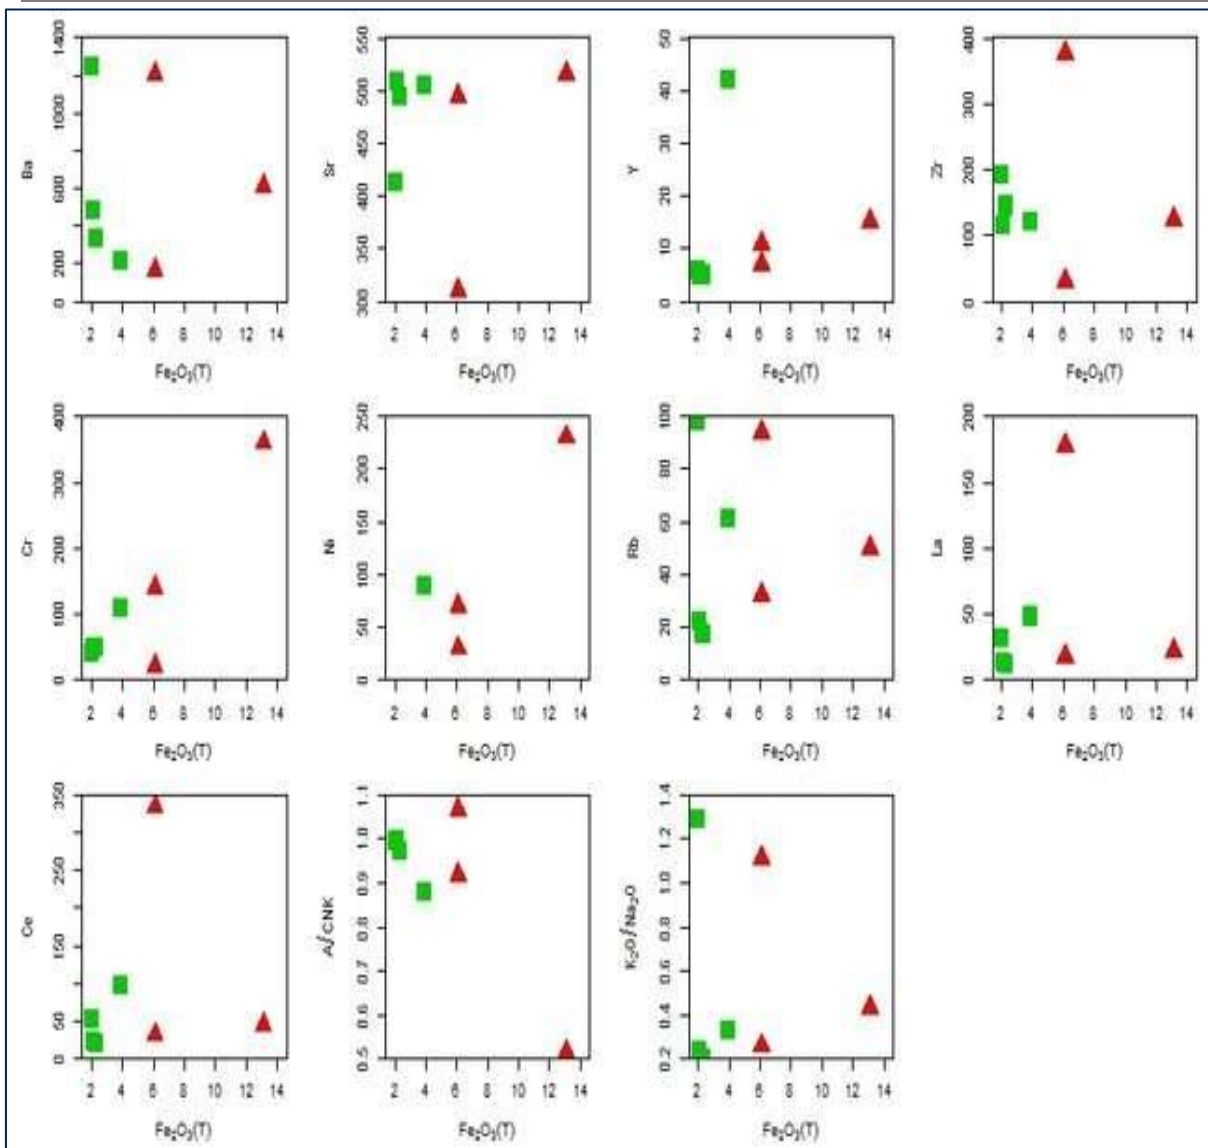 Ba
1400
1000
600
200
0
2 4 6 8 10 12 14
Fe₂O₃(T)
Sr
550
500
450
400
350
300
2 4 6 8 10 12 14
Fe₂O₃(T)
Y
50
40
30
20
10
0
2 4 6 8 10 12 14
Fe₂O₃(T)
Zr
400
300
200
100
0
2 4 6 8 10 12 14
Fe₂O₃(T)
Cr
400
300
200
100
0
2 4 6 8 10 12 14
Fe₂O₃(T)
Ni
250
200
150
100
50
0
2 4 6 8 10 12 14
Fe₂O₃(T)
Rb
100
80
60
40
20
0
2 4 6 8 10 12 14
Fe₂O₃(T)
La
200
150
100
50
0
2 4 6 8 10 12 14
Fe₂O₃(T)
Ce
350
250
150
50
0
2 4 6 8 10 12 14
Fe₂O₃(T)
A/CNK
1.1
1.0
0.9
0.8
0.7
0.6
0.5
2 4 6 8 10 12 14
Fe₂O₃(T)
K₂O/Na₂O
1.4
1.2
1.0
0.8
0.6
0.4
0.2
2 4 6 8 10 12 14
Fe₂O₃(T)